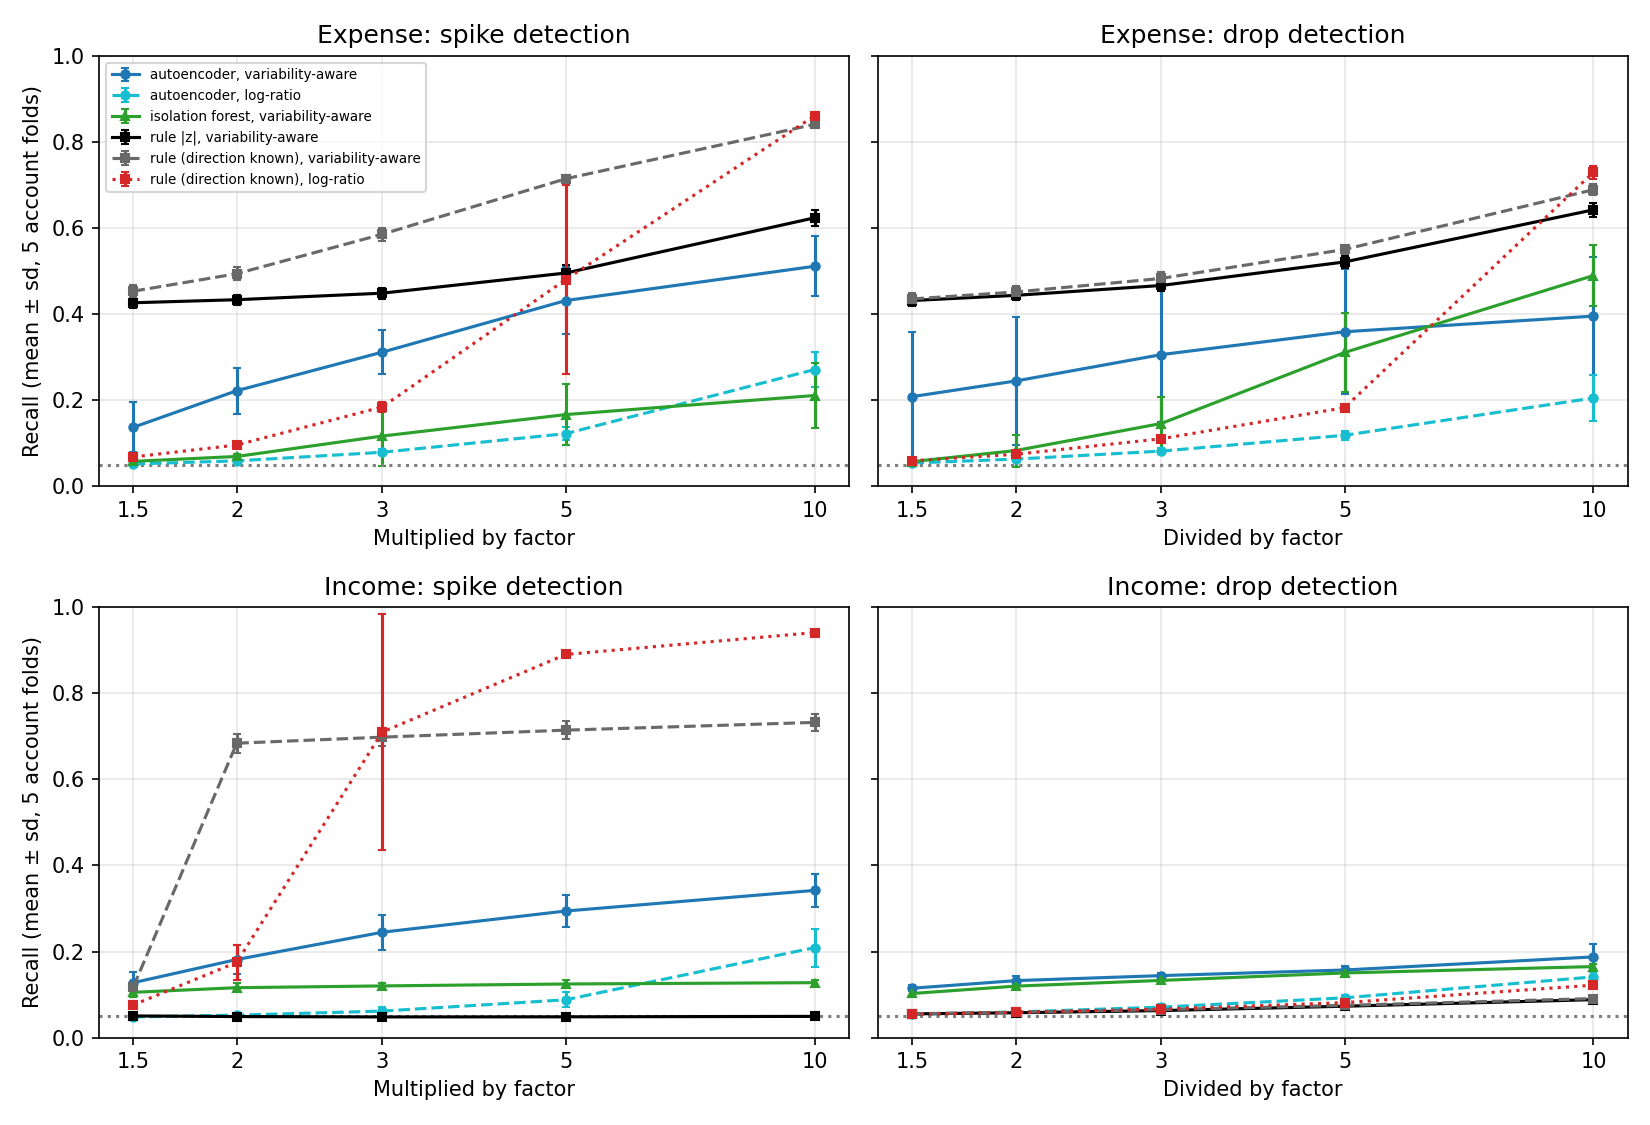 Expense: spike detection
Expense: drop detection
Recall (mean ± sd, 5 account folds)
1.0
0.8
0.6
0.4
0.2
0.0
autoencoder, variability-aware
autoencoder, log-ratio
isolation forest, variability-aware
rule |z|, variability-aware
rule (direction known), variability-aware
rule (direction known), log-ratio
1.5 2 3 5 10
1.5 2 3 5 10
Multiplied by factor
Divided by factor
Income: spike detection
Income: drop detection
Recall (mean ± sd, 5 account folds)
1.0
0.8
0.6
0.4
0.2
0.0
1.5 2 3 5 10
1.5 2 3 5 10
Multiplied by factor
Divided by factor